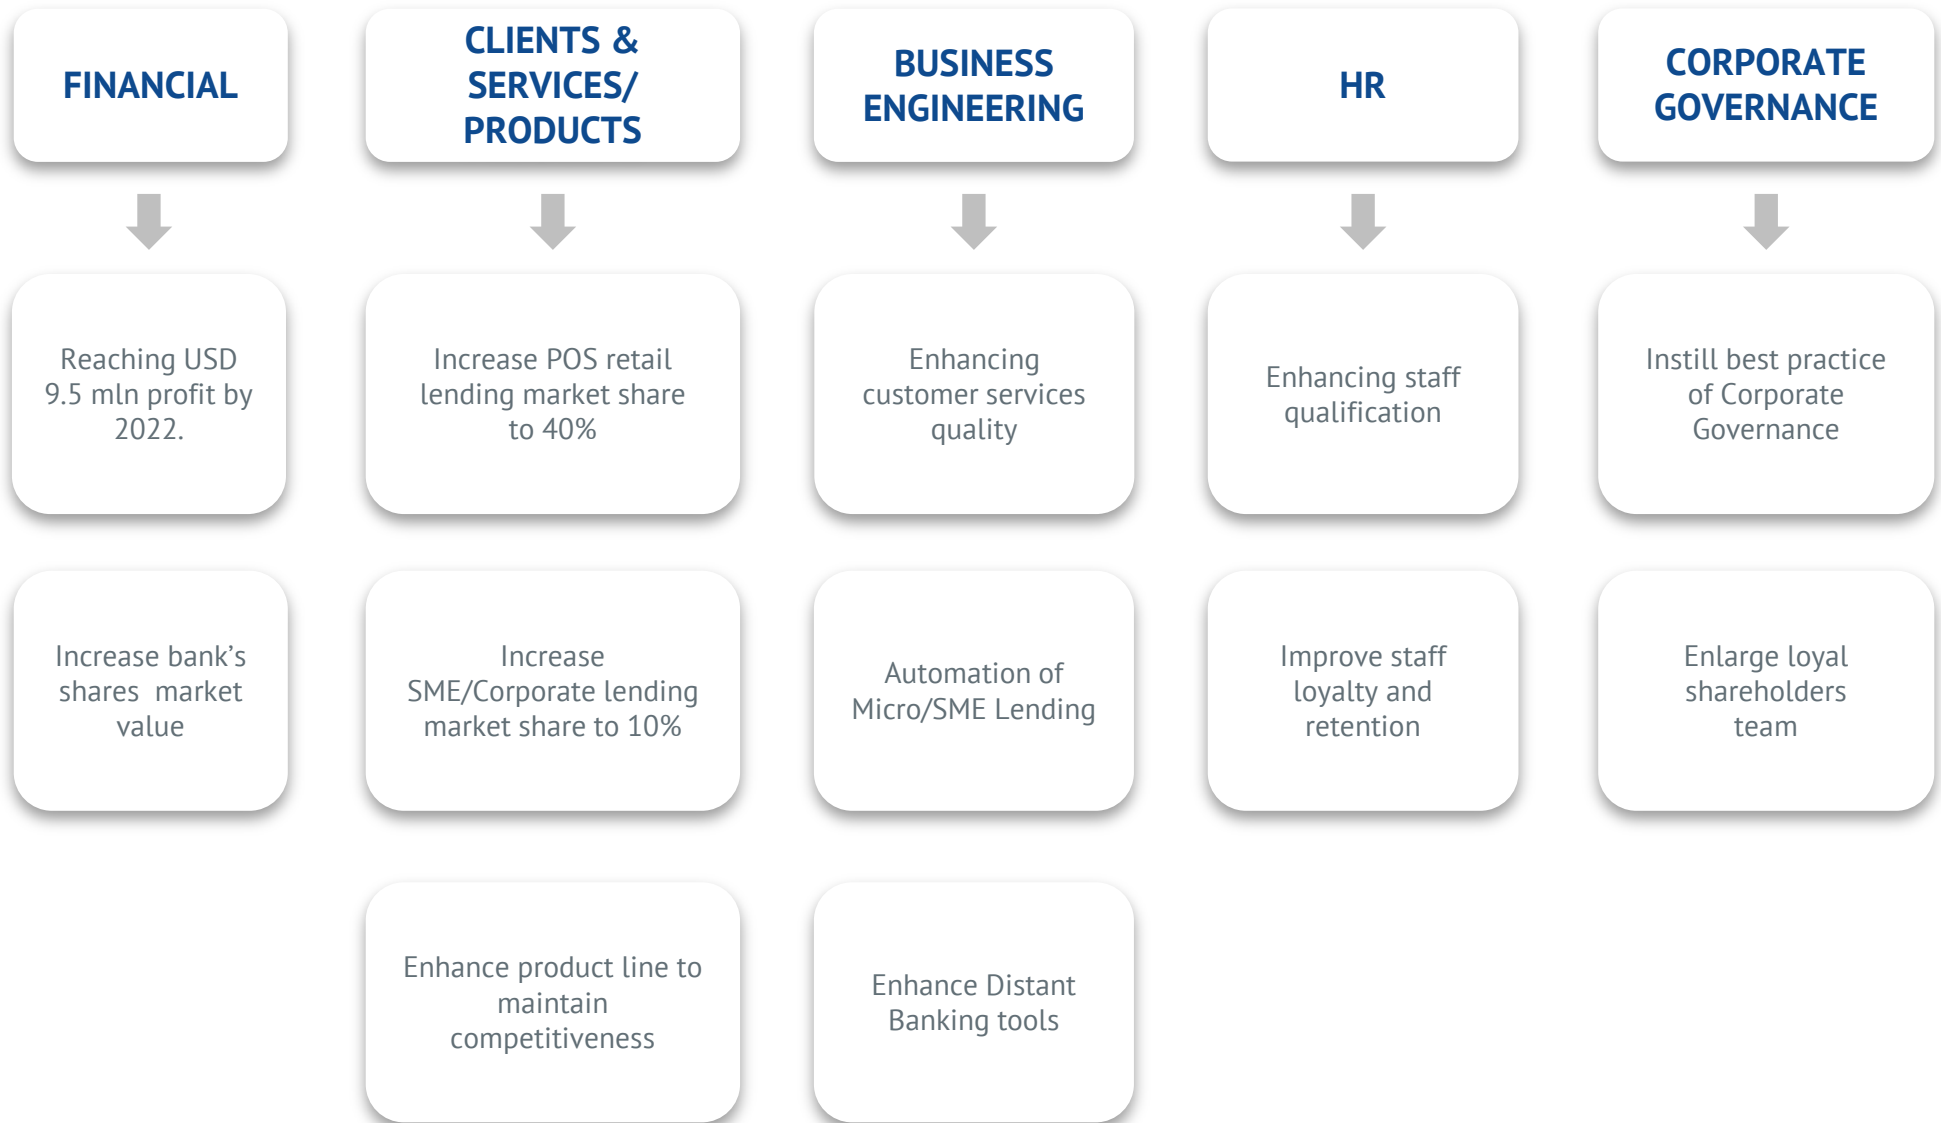 FINANCIAL
CLIENTS &
SERVICES/
PRODUCTS
BUSINESS
ENGINEERING
HR
CORPORATE
GOVERNANCE
Reaching USD
9.5 mln profit by
2022.
Increase POS retail
lending market share
to 40%
Enhancing
customer services
quality
Enhancing staff
qualification
Instill best practice
of Corporate
Governance
Increase bank’s
shares  market
value
Increase
SME/Corporate lending
market share to 10%
Automation of
Micro/SME Lending
Improve staff
loyalty and
retention
Enlarge loyal
shareholders
team
Enhance product line to
maintain
competitiveness
Enhance Distant
Banking tools